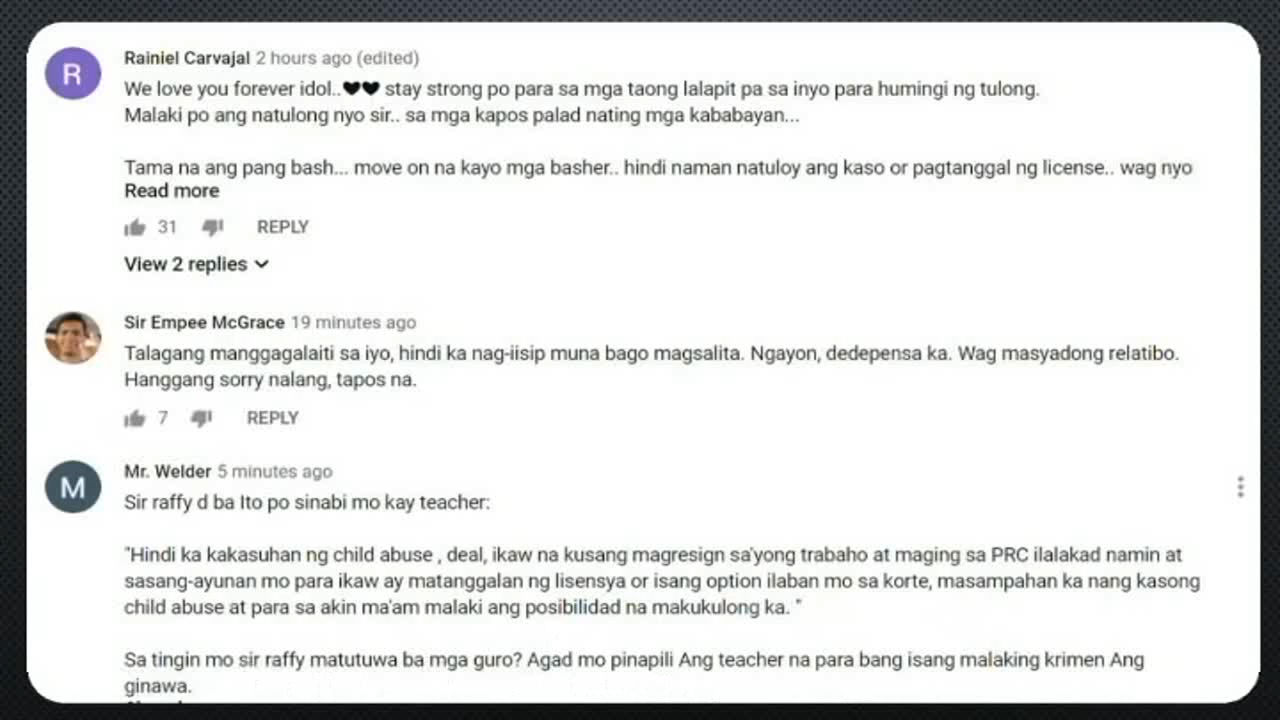 R
Rainiel Carvajal 2 hours ago (edited)
We love you forever idol..🖤🖤 stay strong po para sa mga taong lalapit pa sa inyo para humingi ng tulong.
Malaki po ang natulong nyo sir.. sa mga kapos palad nating mga kababayan...
Tama na ang pang bash... move on na kayo mga basher.. hindi naman natuloy ang kaso or pagtanggal ng license.. wag nyo
Read more
31 REPLY
View 2 replies
Sir Empee McGrace 19 minutes ago
Talagang manggagalaiti sa iyo, hindi ka nag-iisip muna bago magsalita. Ngayon, dedepensa ka. Wag masyadong relatibo.
Hanggang sorry nalang, tapos na.
7 REPLY
M
Mr. Welder 5 minutes ago
Sir raffy d ba Ito po sinabi mo kay teacher:
"Hindi ka kakasuhan ng child abuse , deal, ikaw na kusang magresign sa'yong trabaho at maging sa PRC ilalakad namin at
sasang-ayunan mo para ikaw ay matanggalan ng lisensya or isang option ilaban mo sa korte, masampahan ka nang kasong
child abuse at para sa akin ma'am malaki ang posibilidad na makukulong ka. "
Sa tingin mo sir raffy matutuwa ba mga guro? Agad mo pinapili Ang teacher na para bang isang malaking krimen Ang
ginawa.